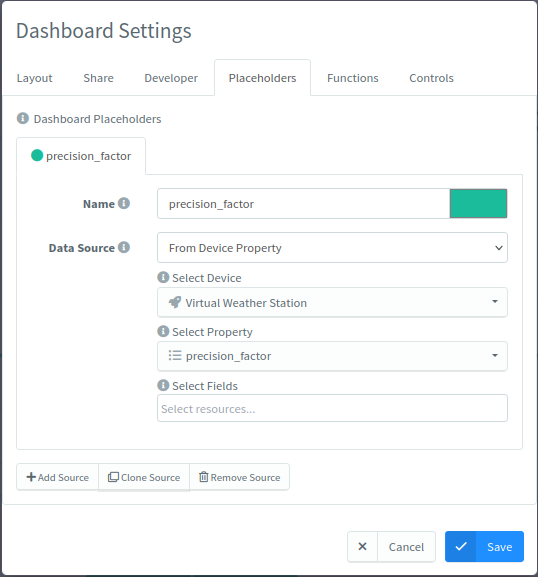 Dashboard Settings
Layout Share Developer Placeholders Functions Controls
Dashboard Placeholders
precision_factor
Name precision_factor
Data Source From Device Property
Select Device
Virtual Weather Station
Select Property
precision_factor
Select Fields
Select resources...
Add Source Clone Source Remove Source
Cancel Save